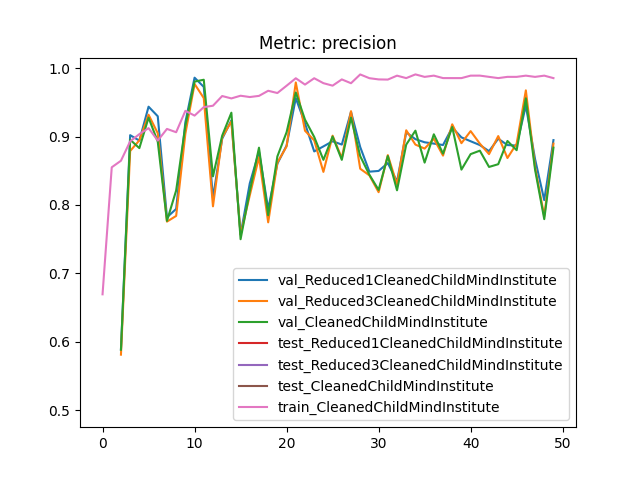 Metric: precision
1.0
0.9
0.8
0.7
0.6
0.5
val_Reduced1CleanedChildMindInstitute
val_Reduced3CleanedChildMindInstitute
val_CleanedChildMindInstitute
test_Reduced1CleanedChildMindInstitute
test_Reduced3CleanedChildMindInstitute
test_CleanedChildMindInstitute
train_CleanedChildMindInstitute
0 10 20 30 40 50